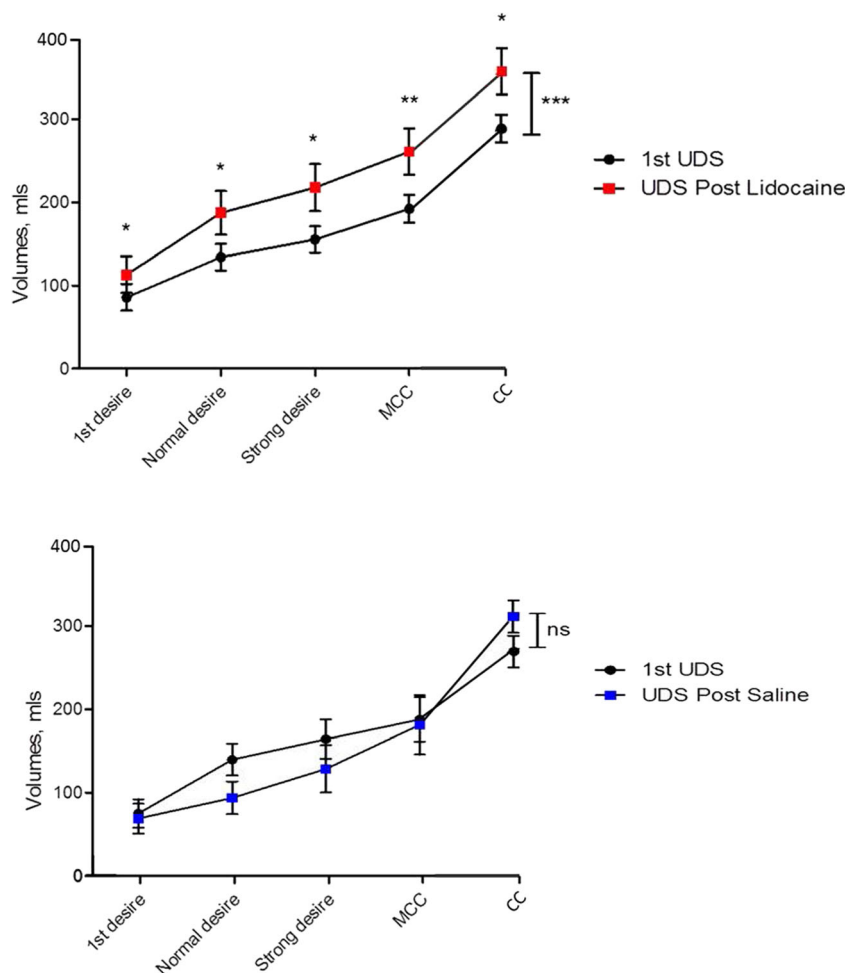 *
400
**
***
*
300
*
1st UDS
UDS Post Lidocaine
Volumes, mls
200
*
100
0
1st desire
Normal desire
Strong desire
MCC
CC
400
ns
300
1st UDS
UDS Post Saline
Volumes, mls
200
100
0
1st desire
Normal desire
Strong desire
MCC
CC